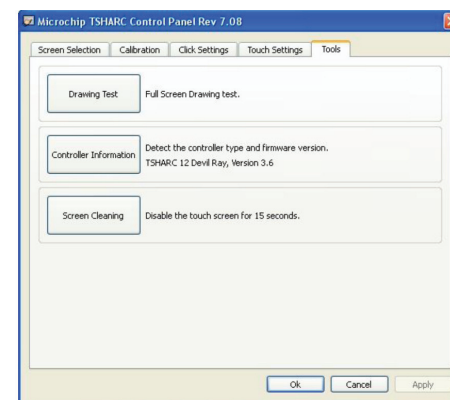 Microchip TSHARC Control Panel Rev 7.08
Screen Selection Calibration Click Settings Touch Settings Tools
Drawing Test Full Screen Drawing test.
Controller Information Detect the controller type and firmware version.
TSHARC 12 Devil Ray, Version 3.6
Screen Cleaning Disable the touch screen for 15 seconds.
Ok Cancel Apply